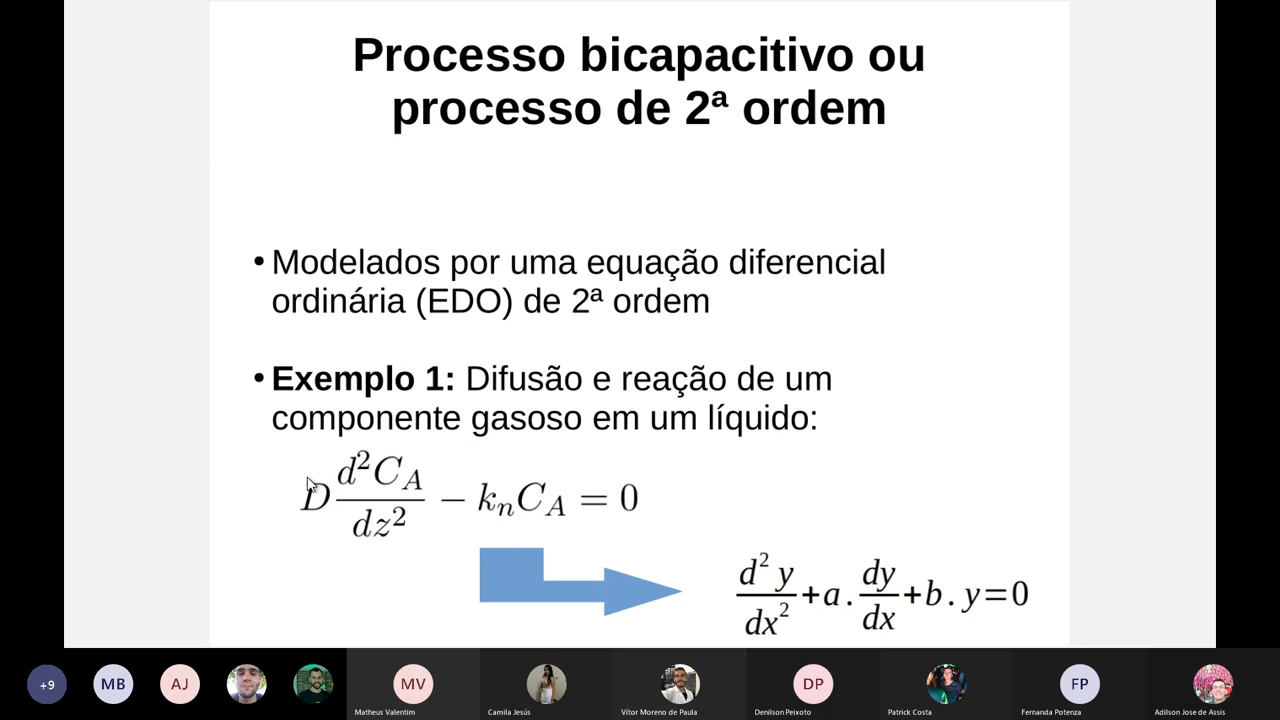 Processo bicapacitivo ou
processo de 2ª ordem
• Modelados por uma equação diferencial
ordinária (EDO) de 2ª ordem
• Exemplo 1: Difusão e reação de um
componente gasoso em um líquido:
D d²C_A/dz² − k_nC_A = 0
d²y/dx²+a.dy/dx+b.y=0
+9 MB AJ MV DP FP
Matheus Valentim Camila Jesús Vítor Moreno de Paula Denilson Peixoto Patrick Costa Fernanda Potenza Adilson Jose de Assis